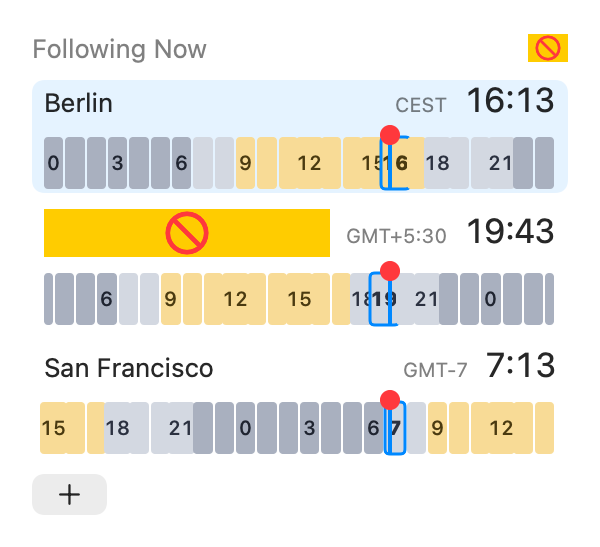 Following Now
Berlin CEST 16:13
0 3 6 9 12 15 16 18 21
GMT+5:30 19:43
6 9 12 15 18 19 21 0
San Francisco GMT-7 7:13
15 18 21 0 3 6 7 9 12
+